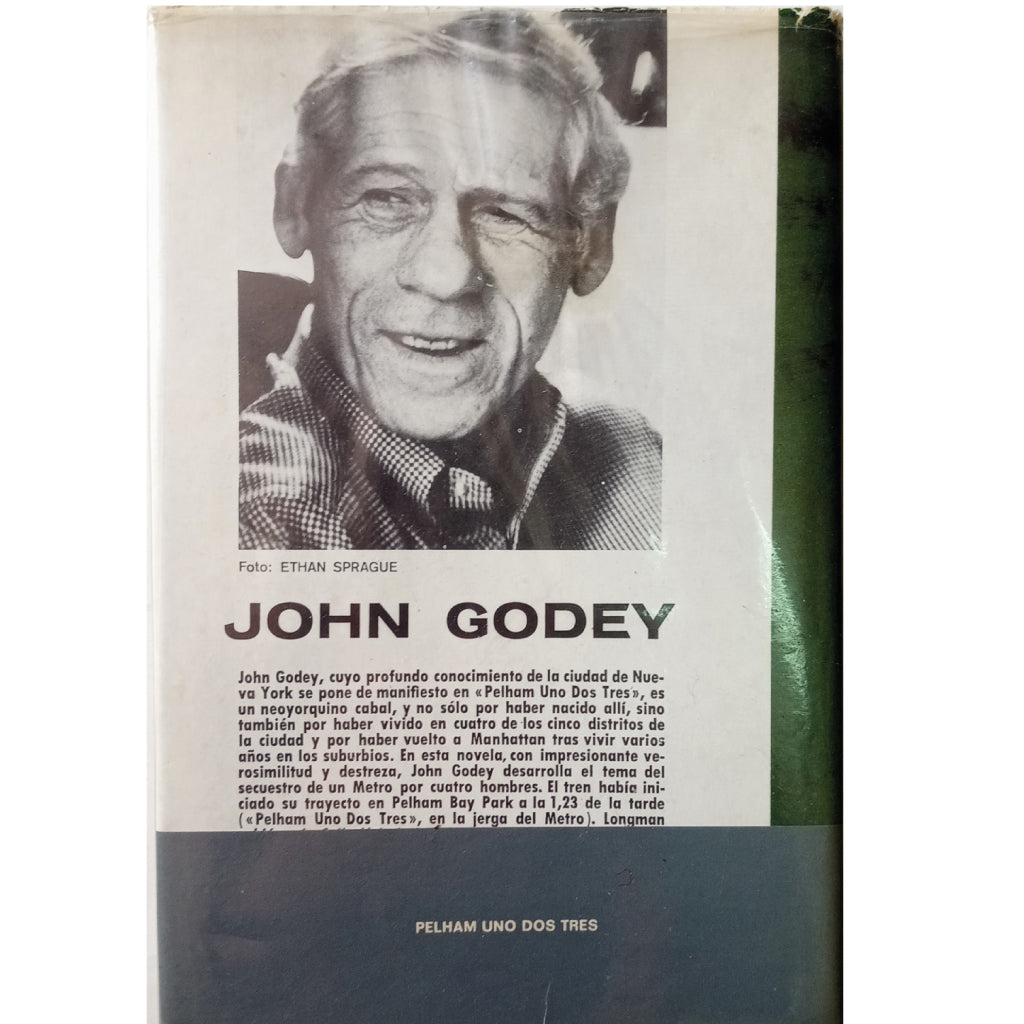 Foto: ETHAN SPRAGUE
JOHN GODEY
John Godey, cuyo profundo conocimiento de la ciudad de Nue-
va York se pone de manifiesto en «Pelham Uno Dos Tres», es
un neoyorquino cabal, y no sólo por haber nacido allí, sino
también por haber vivido en cuatro de los cinco distritos de
la ciudad y por haber vuelto a Manhattan tras vivir varios
años en los suburbios. En esta novela, con impresionante ve-
rosimilitud y destreza, John Godey desarrolla el tema del
secuestro de un Metro por cuatro hombres. El tren había ini-
ciado su trayecto en Pelham Bay Park a la 1,23 de la tarde
(«Pelham Uno Dos Tres», en la jerga del Metro). Longman
PELHAM UNO DOS TRES